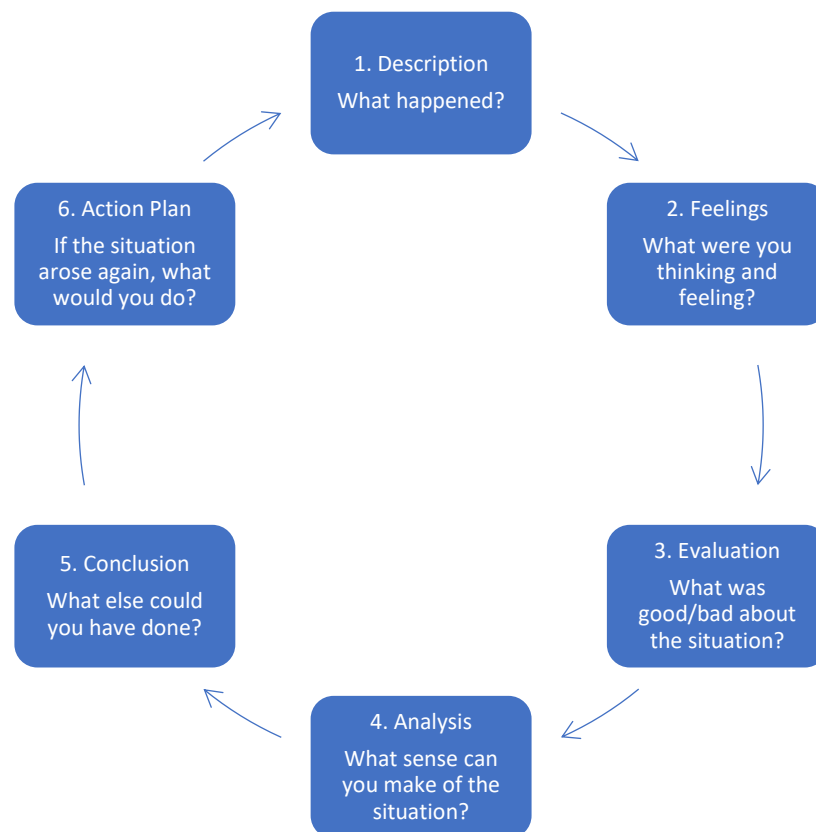 1. Description
What happened?
2. Feelings
What were you
thinking and
feeling?
3. Evaluation
What was
good/bad about
the situation?
4. Analysis
What sense can
you make of the
situation?
5. Conclusion
What else could
you have done?
6. Action Plan
If the situation
arose again, what
would you do?